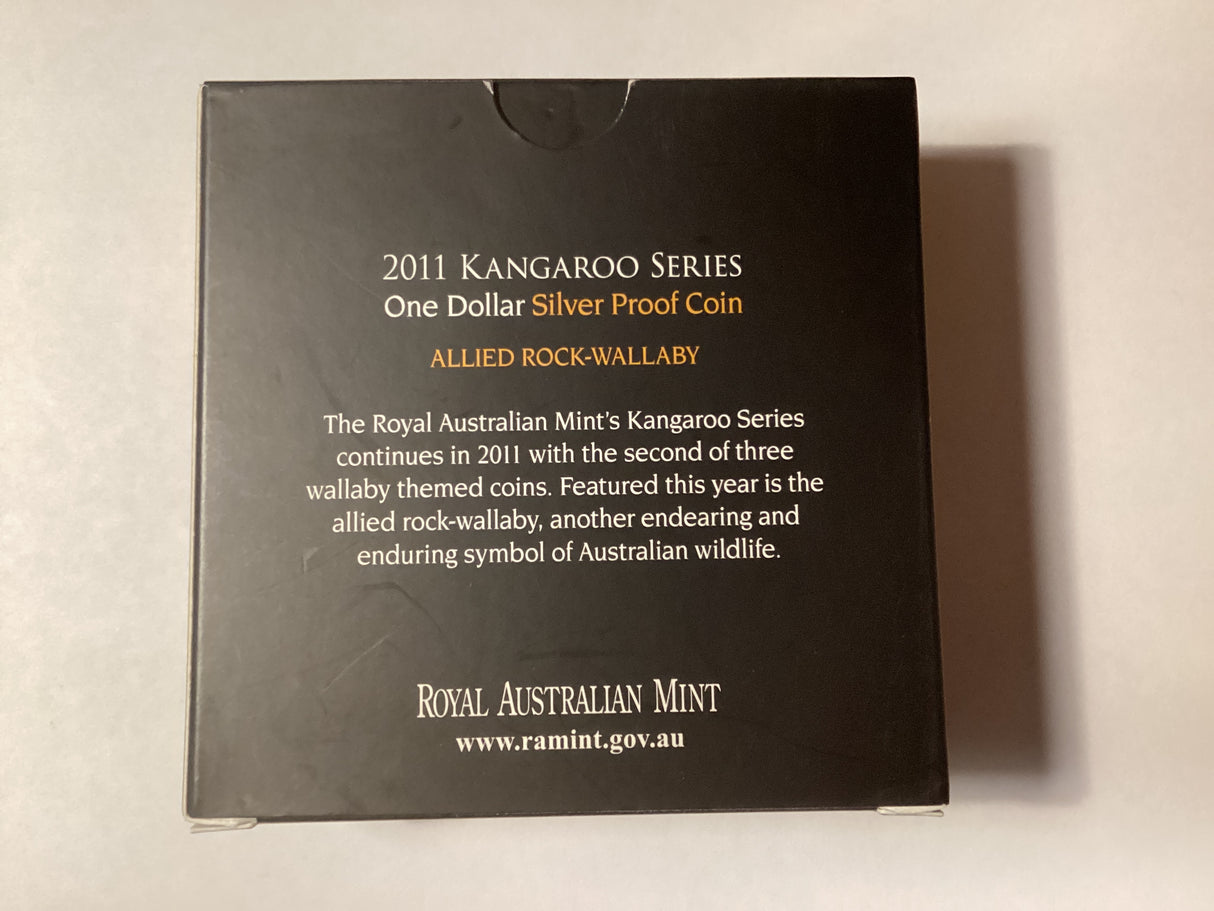 2011 KANGAROO SERIES
One Dollar Silver Proof Coin
ALLIED ROCK-WALLABY
The Royal Australian Mint's Kangaroo Series
continues in 2011 with the second of three
wallaby themed coins. Featured this year is the
allied rock-wallaby, another endearing and
enduring symbol of Australian wildlife.
ROYAL AUSTRALIAN MINT
www.ramint.gov.au